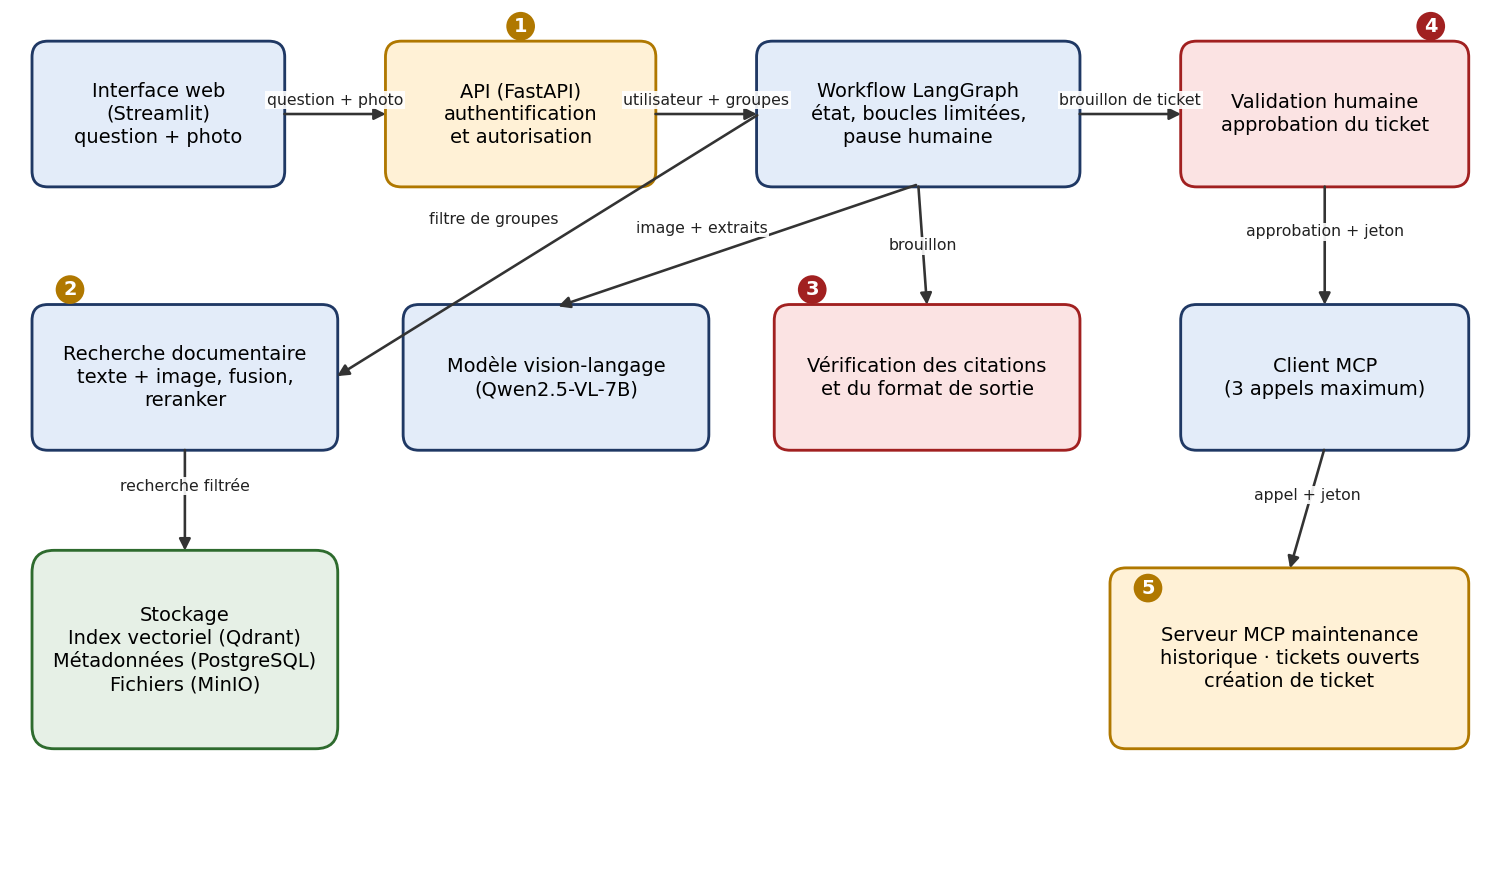 1
4
Interface web
(Streamlit)
question + photo
question + photo
API (FastAPI)
authentification
et autorisation
utilisateur + groupes
Workflow LangGraph
état, boucles limitées,
pause humaine
brouillon de ticket
Validation humaine
approbation du ticket
filtre de groupes
image + extraits
brouillon
approbation + jeton
2
3
Recherche documentaire
texte + image, fusion,
reranker
Modèle vision-langage
(Qwen2.5-VL-7B)
Vérification des citations
et du format de sortie
Client MCP
(3 appels maximum)
recherche filtrée
appel + jeton
Stockage
Index vectoriel (Qdrant)
Métadonnées (PostgreSQL)
Fichiers (MinIO)
5
Serveur MCP maintenance
historique · tickets ouverts
création de ticket